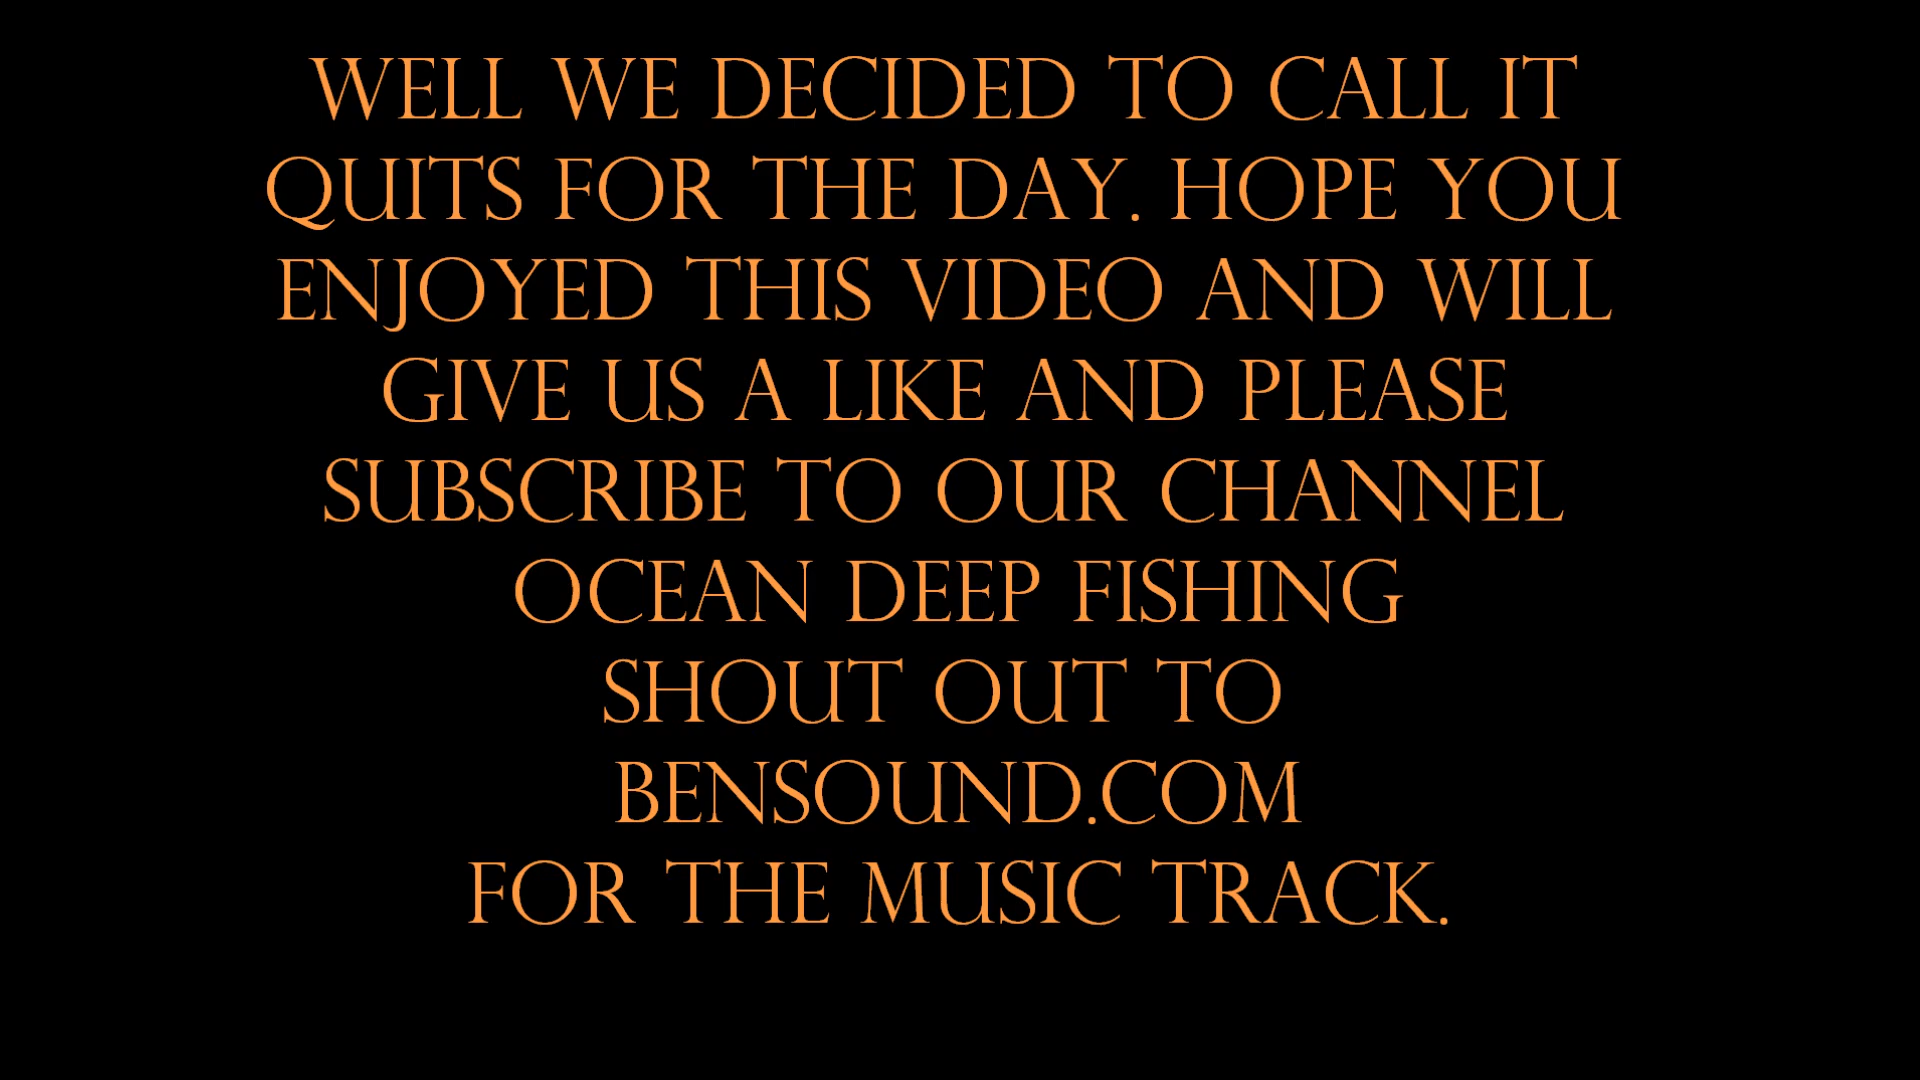 WELL WE DECIDED TO CALL IT
QUITS FOR THE DAY. HOPE YOU
ENJOYED THIS VIDEO AND WILL
GIVE US A LIKE AND PLEASE
SUBSCRIBE TO OUR CHANNEL
OCEAN DEEP FISHING
SHOUT OUT TO
BENSOUND.COM
FOR THE MUSIC TRACK.